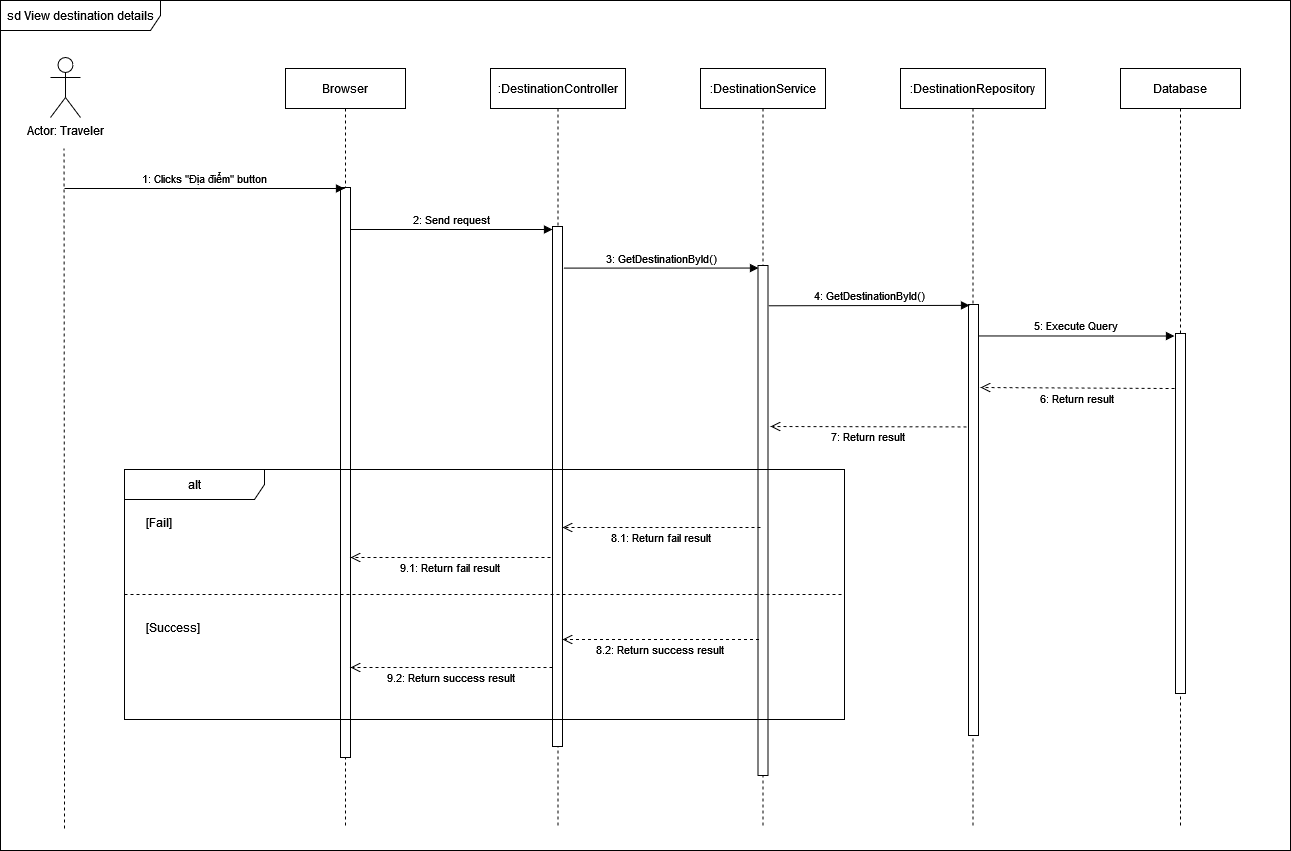 sd View destination details
Browser
:DestinationController
:DestinationService
:DestinationRepository
Database
Actor: Traveler
1: Clicks "Địa điểm" button
2: Send request
3: GetDestinationById()
4: GetDestinationById()
5: Execute Query
6: Return result
7: Return result
alt
[Fail]
8.1: Return fail result
9.1: Return fail result
[Success]
8.2: Return success result
9.2: Return success result